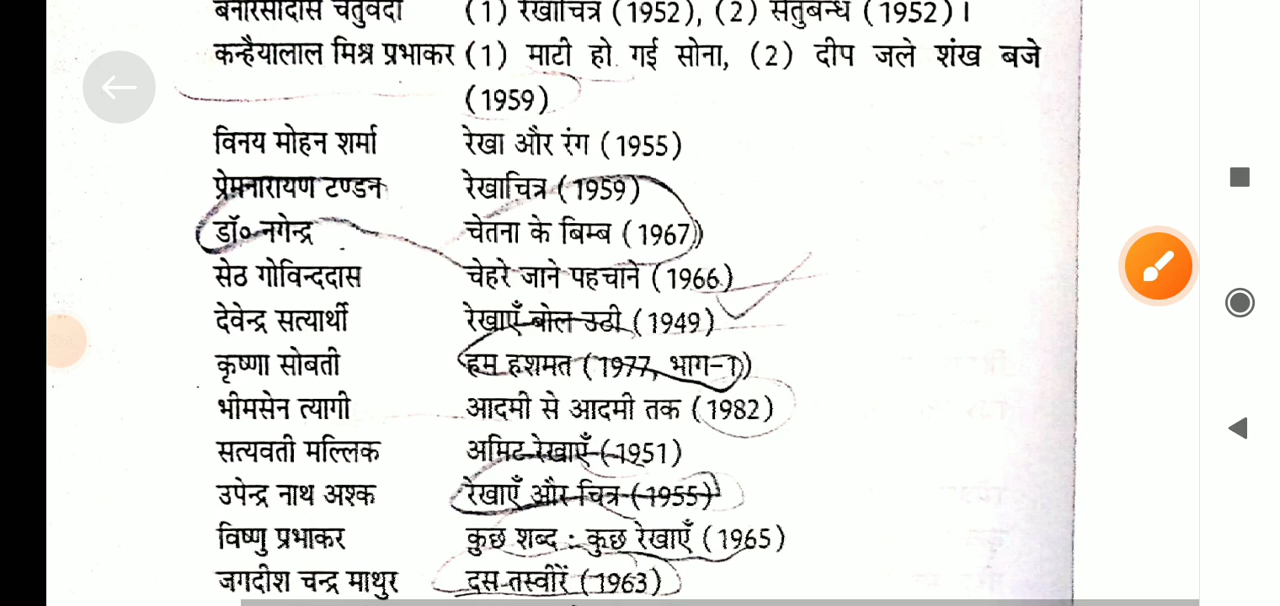 बनारसीदास चतुर्वेदी (1) रेखाचित्र (1952), (2) सेतुबन्ध (1952)।
कन्हैयालाल मिश्र प्रभाकर (1) माटी हो गई सोना, (2) दीप जले शंख बजे
(1959)
विनय मोहन शर्मा रेखा और रंग (1955)
प्रेमनारायण टण्डन रेखाचित्र (1959)
डॉ० नगेन्द्र चेतना के बिम्ब (1967)
सेठ गोविन्ददास चेहरे जाने पहचाने (1966)
देवेन्द्र सत्यार्थी रेखाएँ बोल उठी (1949)
कृष्णा सोबती हम हशमत (1977, भाग-1)
भीमसेन त्यागी आदमी से आदमी तक (1982)
सत्यवती मल्लिक अमिट रेखाएँ (1951)
उपेन्द्र नाथ अश्क रेखाएँ और चित्र (1955)
विष्णु प्रभाकर कुछ शब्द : कुछ रेखाएँ (1965)
जगदीश चन्द्र माथुर दस तस्वीरें (1963)